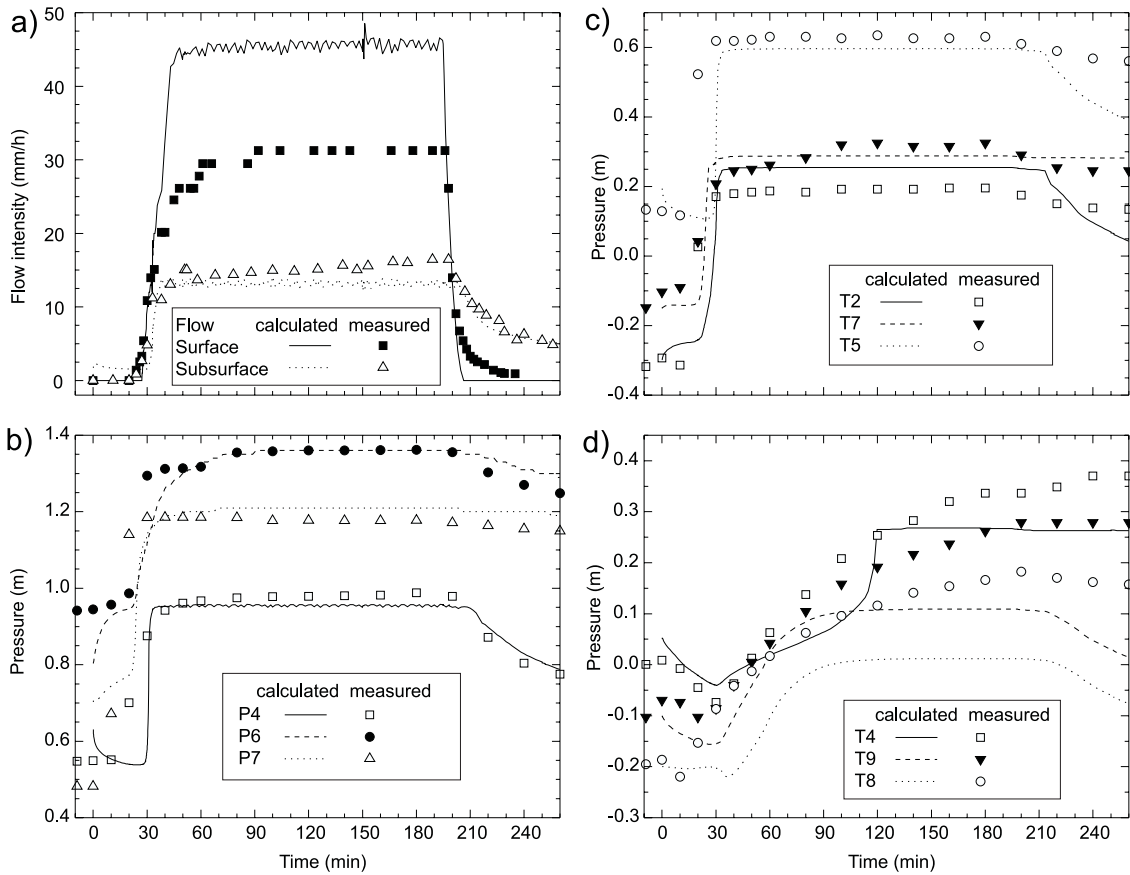 a)
50
40
30
20
10
0
Flow intensity (mm/h)
Flow calculated measured
Surface
Subsurface
b)
1.4
1.2
1.0
0.8
0.6
0.4
Pressure (m)
calculated measured
P4
P6
P7
0 30 60 90 120 150 180 210 240
Time (min)
c)
0.6
0.4
0.2
0.0
-0.2
-0.4
Pressure (m)
calculated measured
T2
T7
T5
d)
0.4
0.3
0.2
0.1
0.0
-0.1
-0.2
-0.3
Pressure (m)
calculated measured
T4
T9
T8
0 30 60 90 120 150 180 210 240
Time (min)